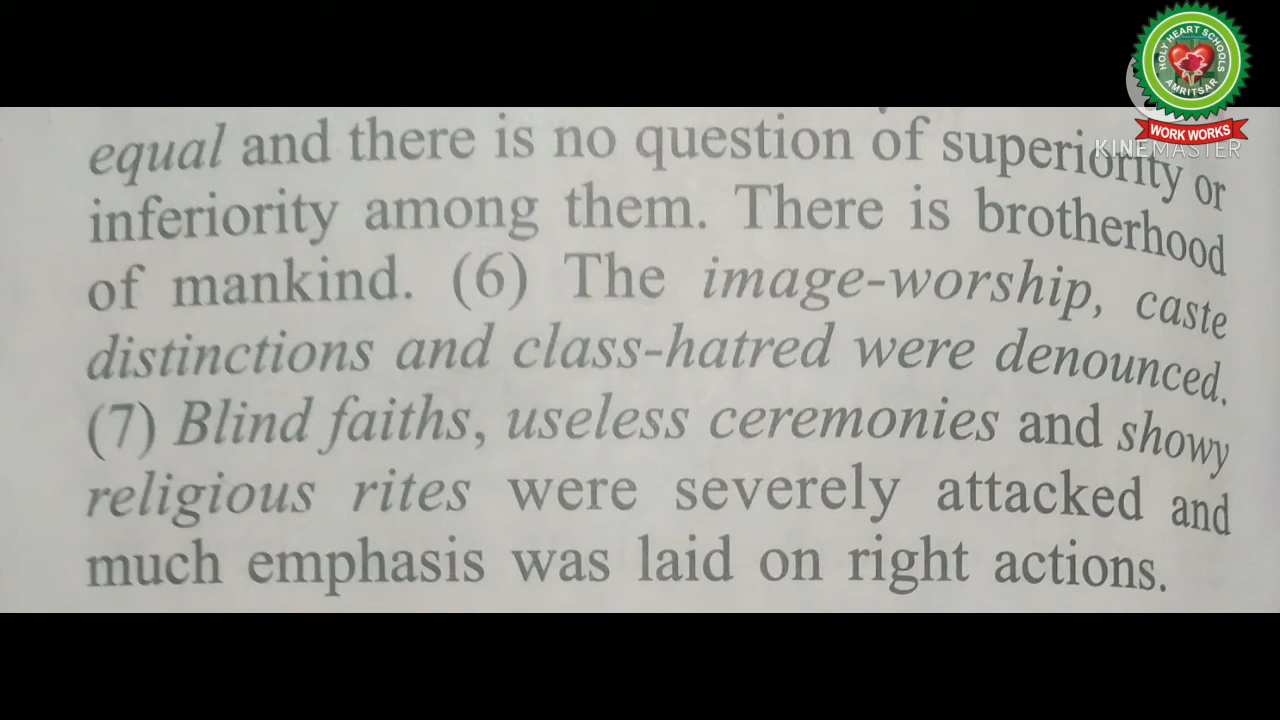 HOLY HEART SCHOOLS
AMRITSAR
WORK WORKS
KINEMASTER
equal and there is no question of superiority or
inferiority among them. There is brotherhood
of mankind. (6) The image-worship, caste
distinctions and class-hatred were denounced.
(7) Blind faiths, useless ceremonies and showy
religious rites were severely attacked and
much emphasis was laid on right actions.